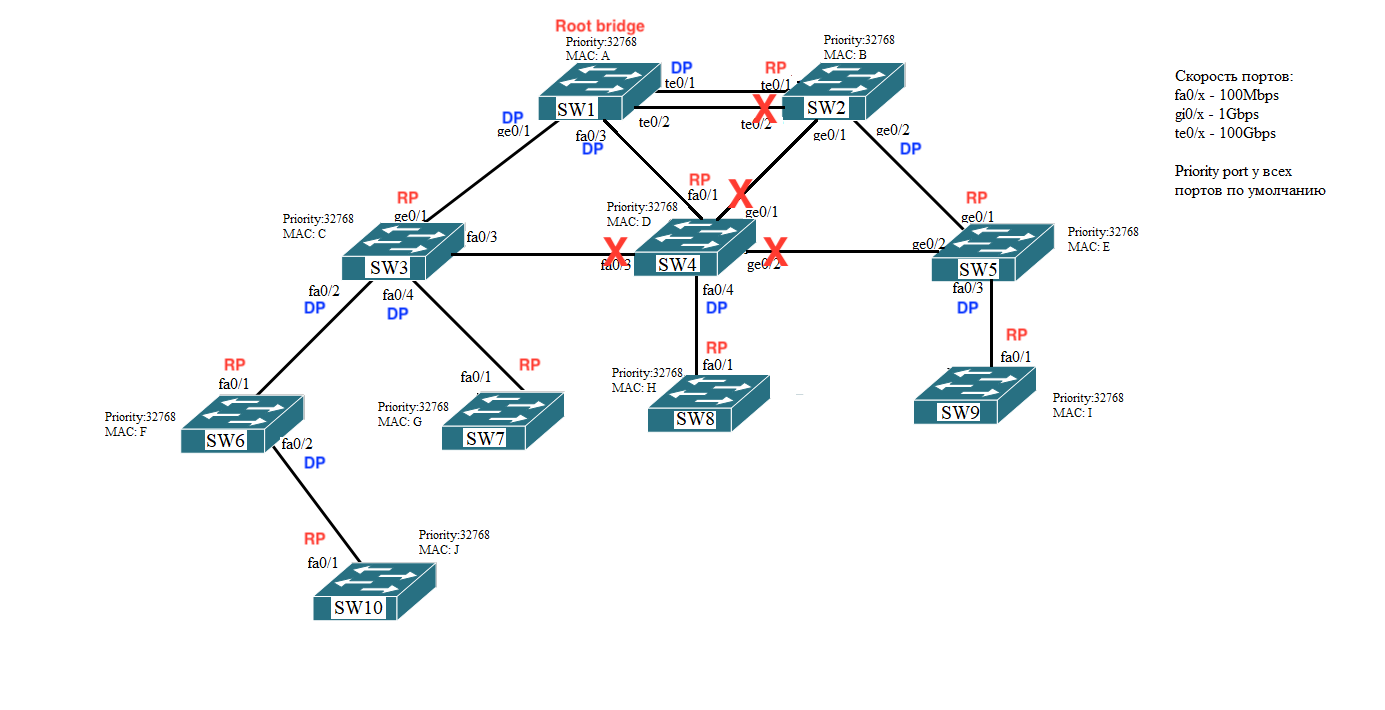 Root bridge
Priority:32768
MAC: A
SW1
DP
te0/1
te0/2
DP
ge0/1
fa0/3
DP
Priority:32768
MAC: B
SW2
RP
te0/1
te0/2
ge0/1
ge0/2
DP
Скорость портов:
fa0/x - 100Mbps
gi0/x - 1Gbps
te0/x - 100Gbps
Priority port у всех
портов по умолчанию
RP
ge0/1
Priority:32768
MAC: C
SW3
fa0/3
fa0/2
DP
fa0/4
DP
RP
fa0/1
ge0/1
Priority:32768
MAC: D
SW4
fa0/3
ge0/2
fa0/4
DP
RP
ge0/1
ge0/2
Priority:32768
MAC: E
SW5
fa0/3
DP
RP
fa0/1
Priority:32768
MAC: F
SW6
fa0/2
DP
fa0/1
RP
Priority:32768
MAC: G
SW7
RP
fa0/1
Priority:32768
MAC: H
SW8
RP
fa0/1
Priority:32768
MAC: I
SW9
RP
fa0/1
Priority:32768
MAC: J
SW10